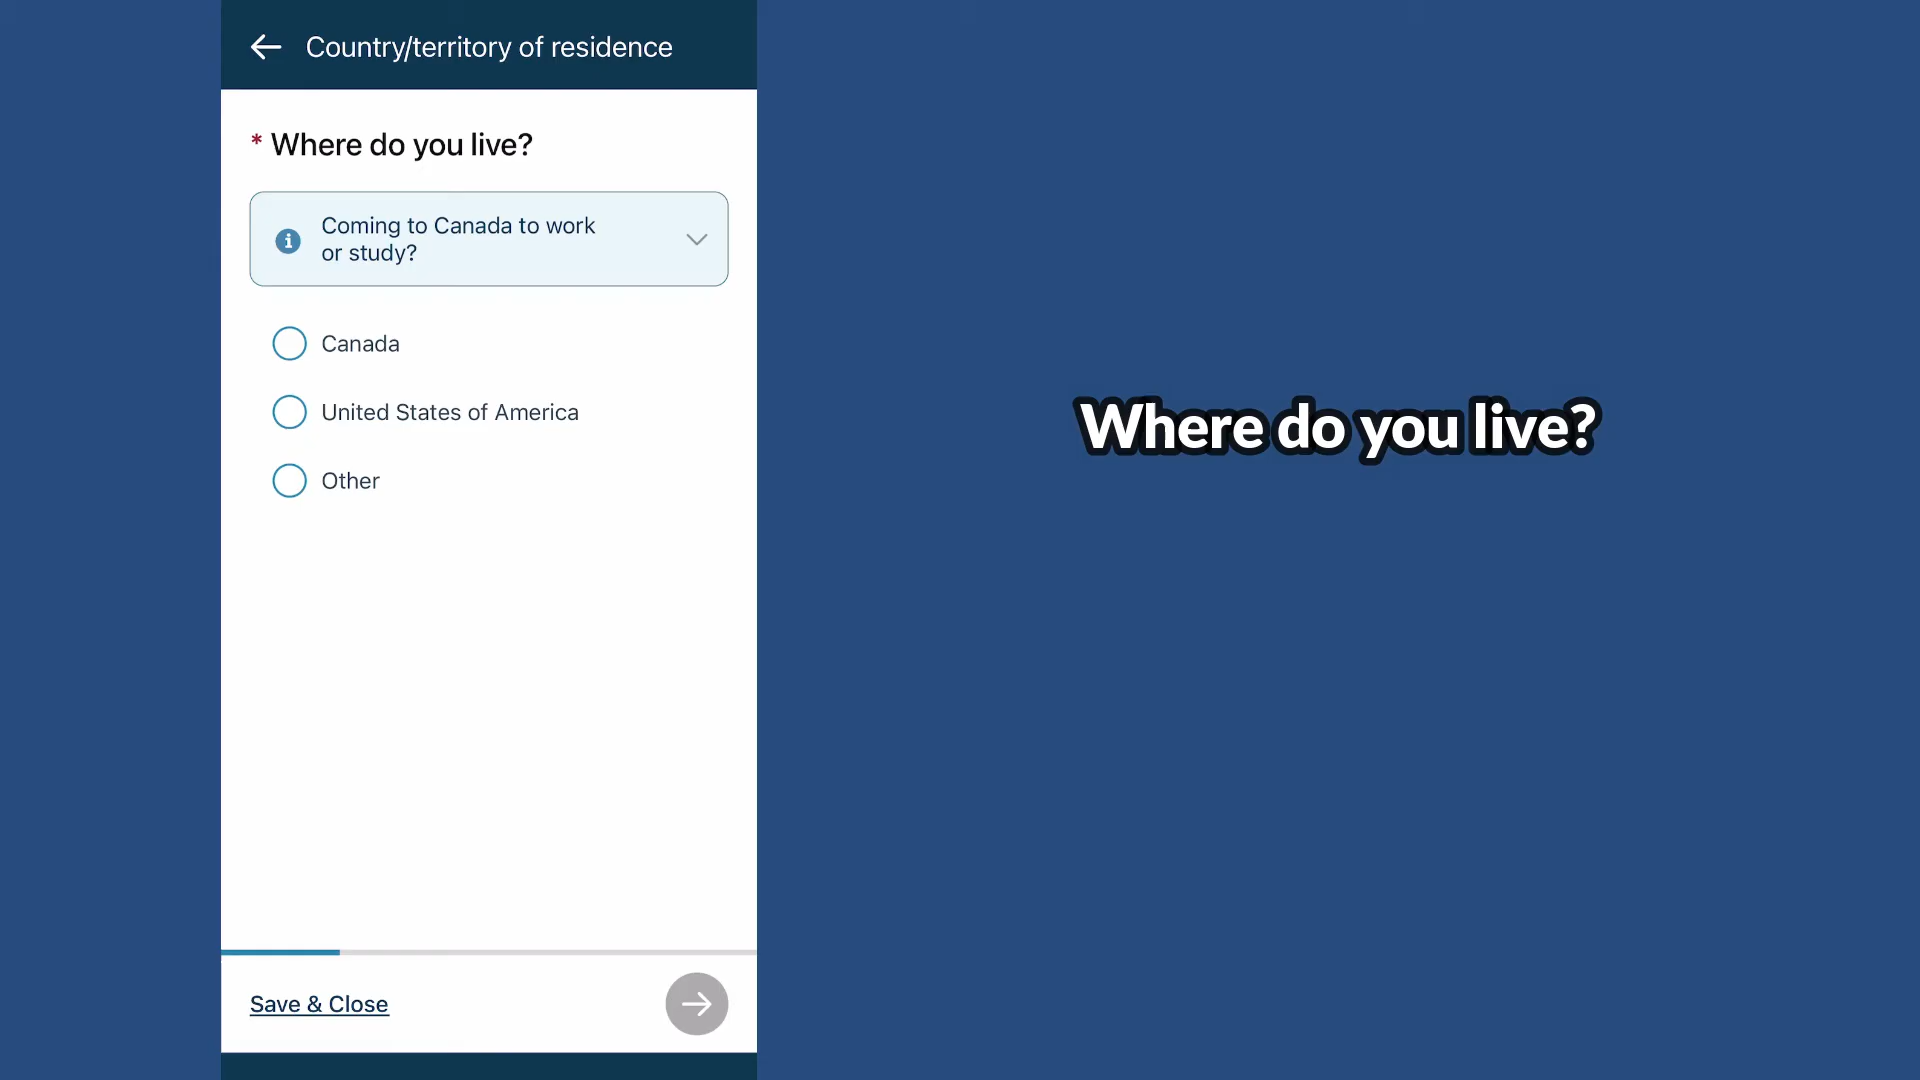 Country/territory of residence
* Where do you live?
Coming to Canada to work
or study?
Canada
United States of America
Other
Save & Close
Where do you live?